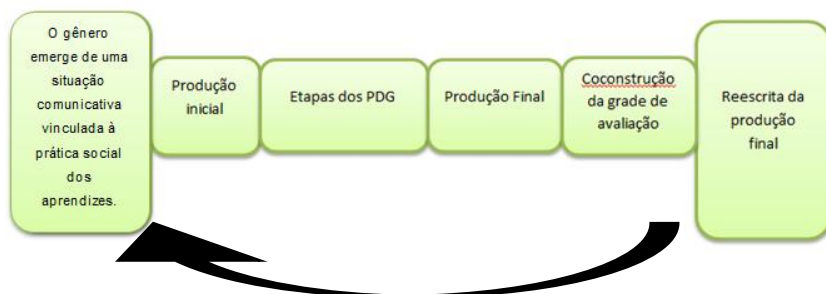 O gênero
emerge de uma
situação
comunicativa
vinculada à
prática social
dos
aprendizes.
Produção
inicial
Etapas dos PDG
Produção Final
Coconstrução
da grade de
avaliação
Reescrita da
produção
final